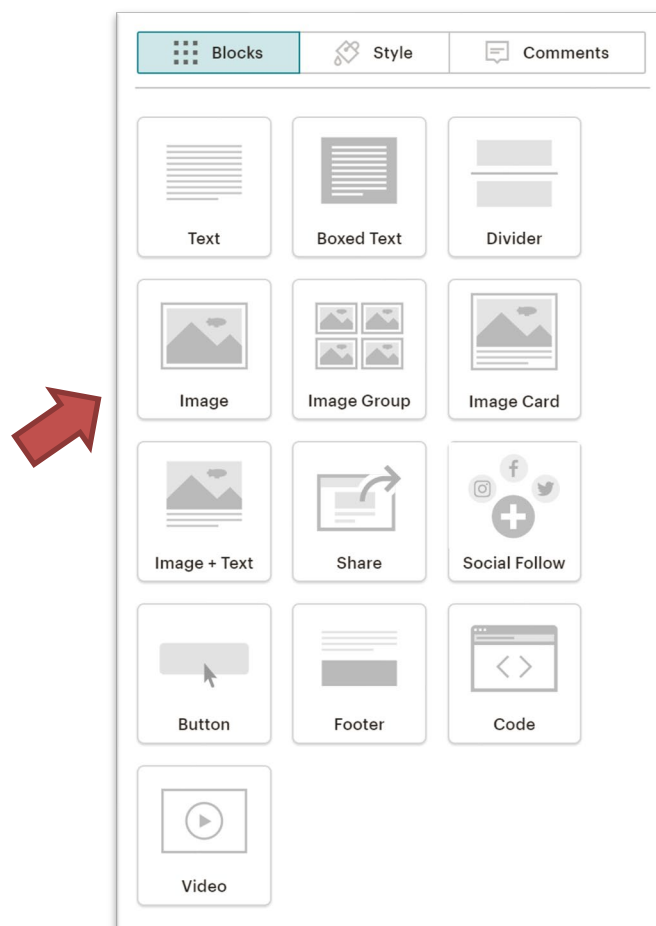 Blocks Style Comments
Text Boxed Text Divider
Image Image Group Image Card
Image + Text Share Social Follow
Button Footer Code
Video